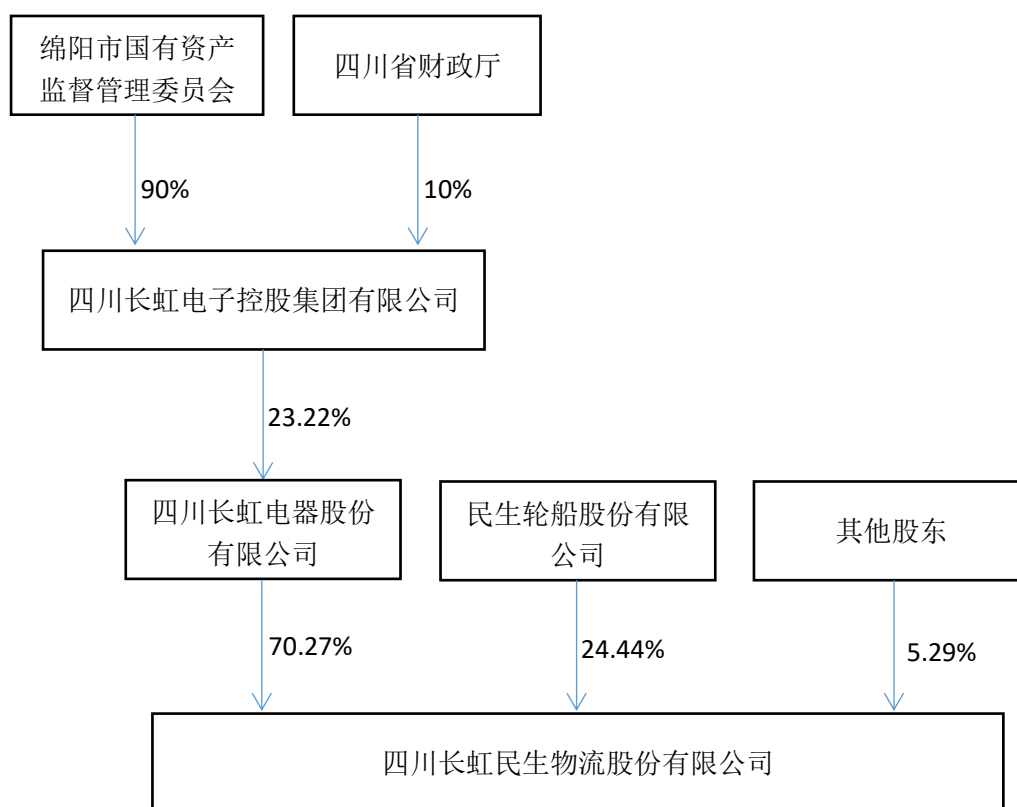 绵阳市国有资产
监督管理委员会
四川省财政厅
90%
10%
四川长虹电子控股集团有限公司
23.22%
四川长虹电器股份
有限公司
民生轮船股份有限
公司
其他股东
70.27%
24.44%
5.29%
四川长虹民生物流股份有限公司